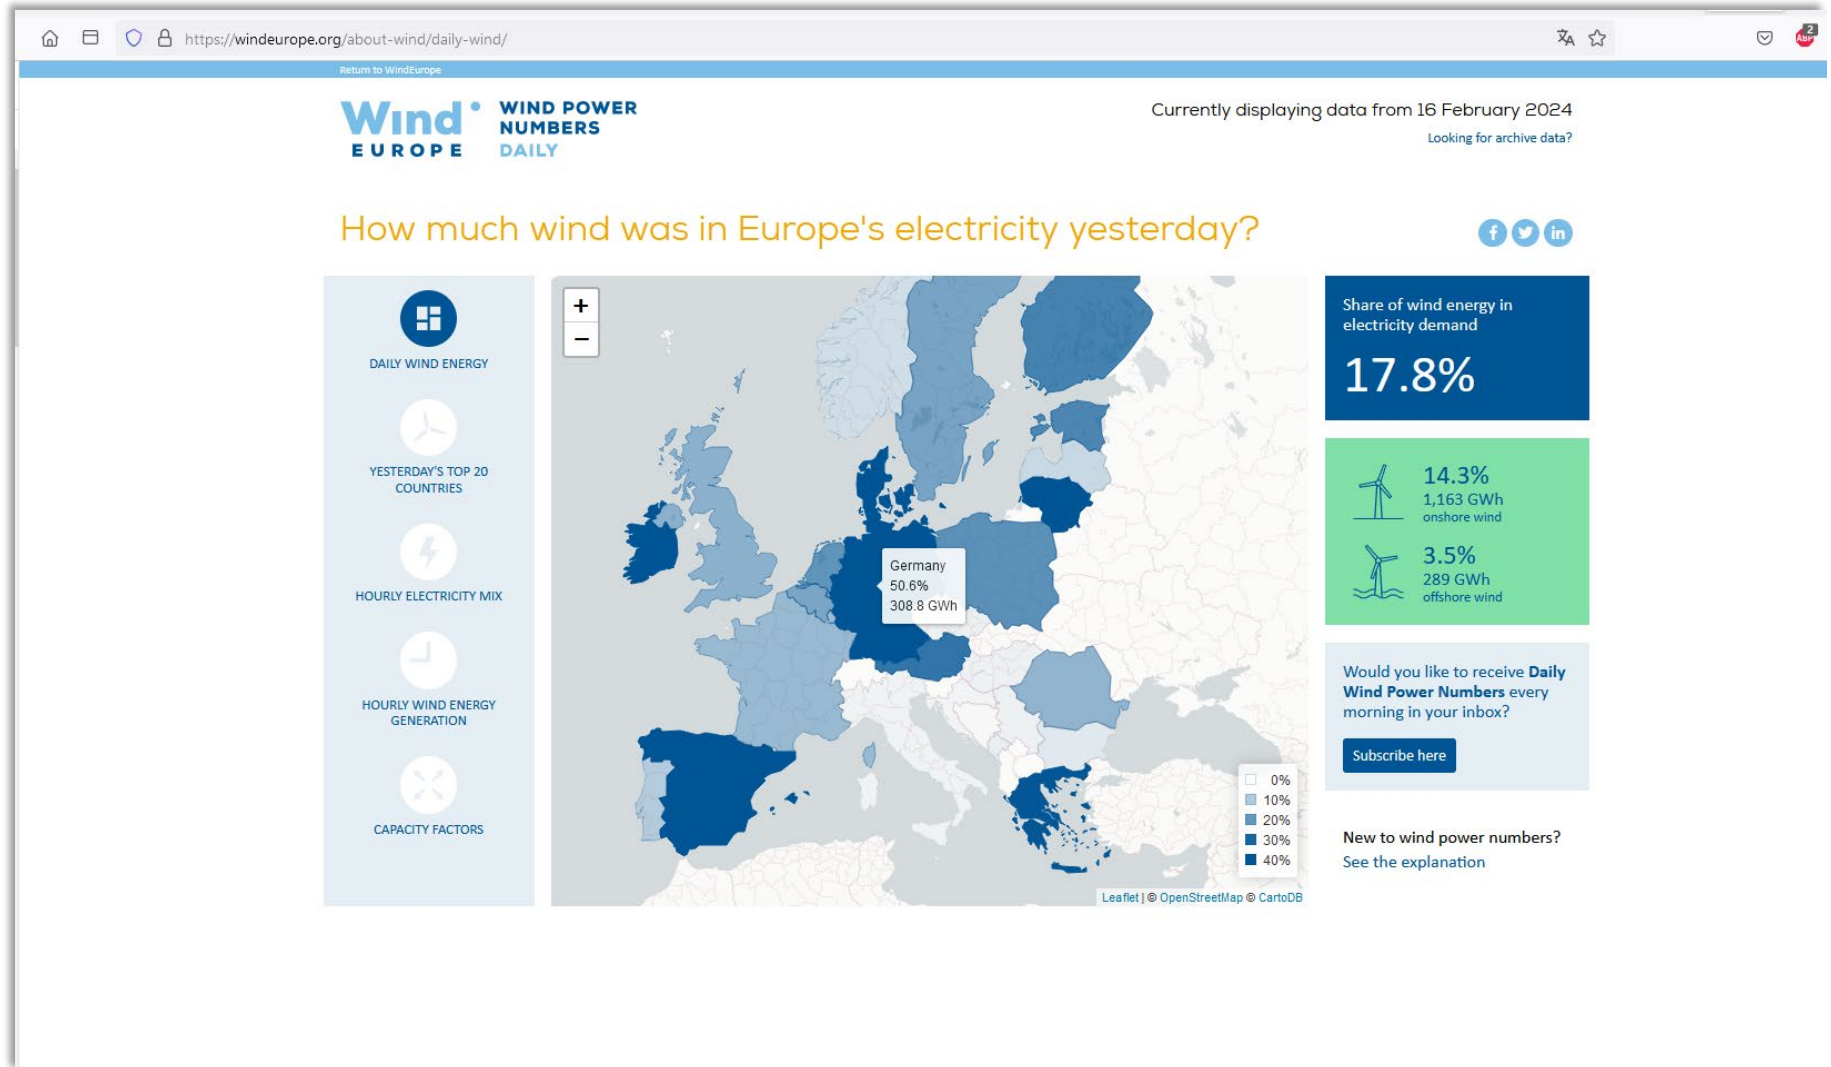 https://windeurope.org/about-wind/daily-wind/
2
ABP
Return to WindEurope
Wind
EUROPE
WIND POWER
NUMBERS
DAILY
Currently displaying data from 16 February 2024
Looking for archive data?
How much wind was in Europe's electricity yesterday?
DAILY WIND ENERGY
YESTERDAY'S TOP 20
COUNTRIES
HOURLY ELECTRICITY MIX
HOURLY WIND ENERGY
GENERATION
CAPACITY FACTORS
+
−
Germany
50.6%
308.8 GWh
0%
10%
20%
30%
40%
Leaflet | © OpenStreetMap © CartoDB
Share of wind energy in
electricity demand
17.8%
14.3%
1,163 GWh
onshore wind
3.5%
289 GWh
offshore wind
Would you like to receive Daily
Wind Power Numbers every
morning in your inbox?
Subscribe here
New to wind power numbers?
See the explanation